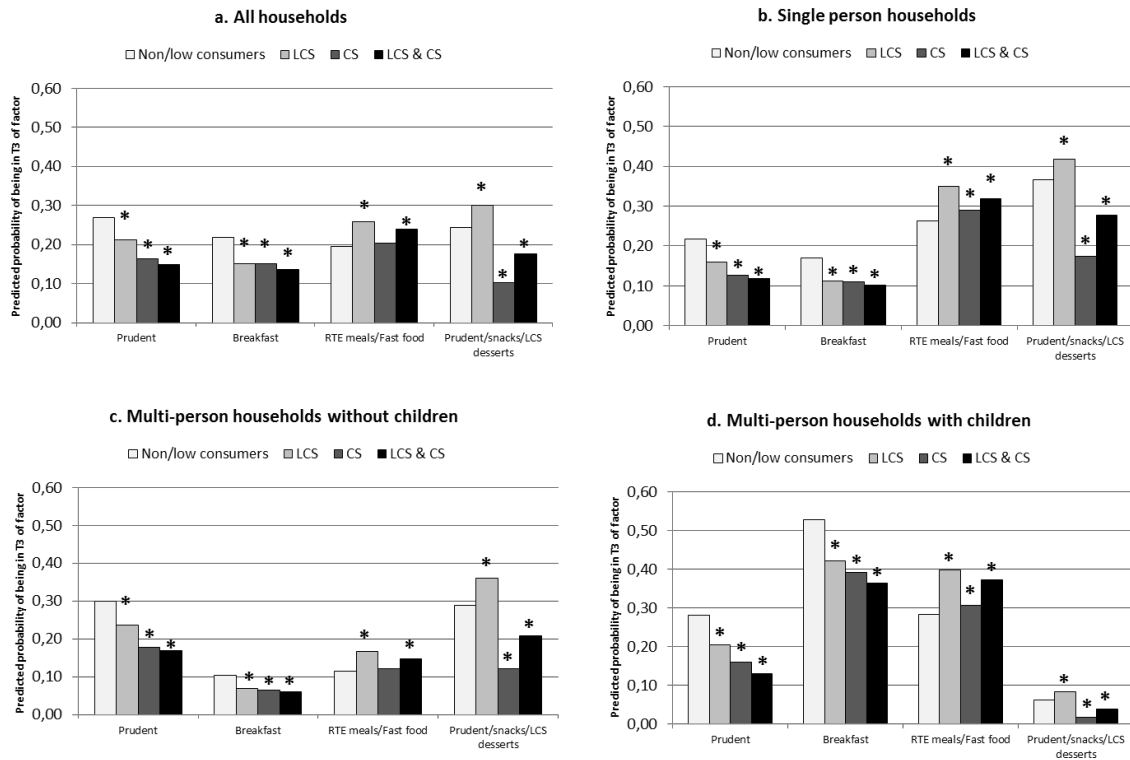 a. All households
Non/low consumers LCS CS LCS & CS
Predicted probability of being in T3 of factor
0,60
0,50
0,40
0,30
0,20
0,10
0,00
* * * * * * * * * * *
Prudent Breakfast RTE meals/Fast food Prudent/snacks/LCS
desserts
b. Single person households
Non/low consumers LCS CS LCS & CS
Predicted probability of being in T3 of factor
0,60
0,50
0,40
0,30
0,20
0,10
0,00
* * * * * * * * * * * *
Prudent Breakfast RTE meals/Fast food Prudent/snacks/LCS
desserts
c. Multi-person households without children
Non/low consumers LCS CS LCS & CS
Predicted probability of being in T3 of factor
0,60
0,50
0,40
0,30
0,20
0,10
0,00
* * * * * * * * * * *
Prudent Breakfast RTE meals/Fast food Prudent/snacks/LCS
desserts
d. Multi-person households with children
Non/low consumers LCS CS LCS & CS
Predicted probability of being in T3 of factor
0,60
0,50
0,40
0,30
0,20
0,10
0,00
* * * * * * * * * * * *
Prudent Breakfast RTE meals/Fast food Prudent/snacks/LCS
desserts